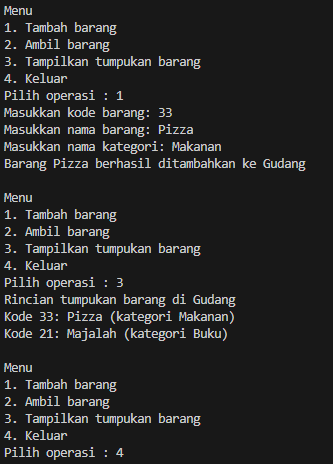 Menu
1. Tambah barang
2. Ambil barang
3. Tampilkan tumpukan barang
4. Keluar
Pilih operasi : 1
Masukkan kode barang: 33
Masukkan nama barang: Pizza
Masukkan nama kategori: Makanan
Barang Pizza berhasil ditambahkan ke Gudang
Menu
1. Tambah barang
2. Ambil barang
3. Tampilkan tumpukan barang
4. Keluar
Pilih operasi : 3
Rincian tumpukan barang di Gudang
Kode 33: Pizza (kategori Makanan)
Kode 21: Majalah (kategori Buku)
Menu
1. Tambah barang
2. Ambil barang
3. Tampilkan tumpukan barang
4. Keluar
Pilih operasi : 4